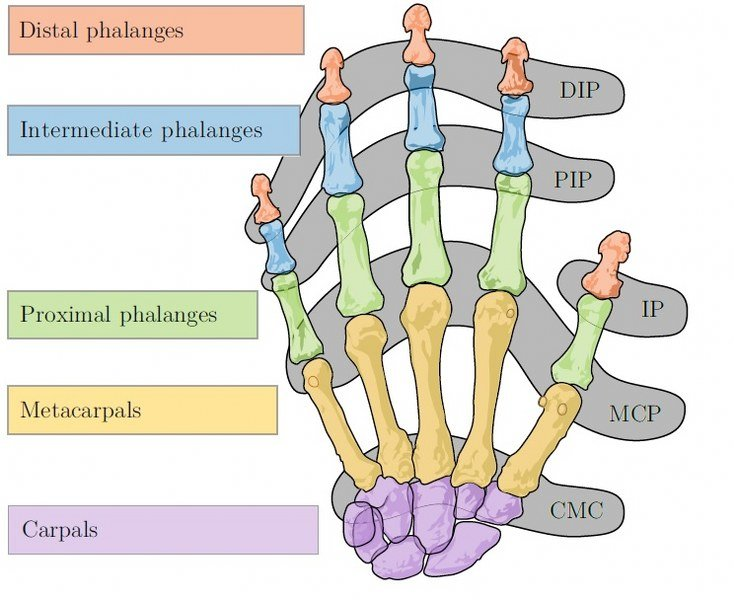 Distal phalanges
DIP
Intermediate phalanges
PIP
Proximal phalanges
IP
Metacarpals
MCP
Carpals
CMC